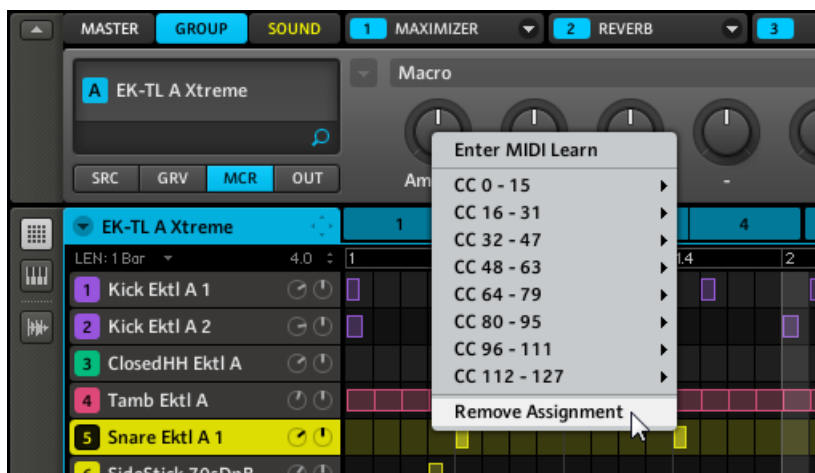 MASTER GROUP SOUND 1 MAXIMIZER 2 REVERB 3
Macro
A EK-TL A Xtreme
SRC GRV MCR OUT
Am -
Enter MIDI Learn
CC 0 - 15
CC 16 - 31
CC 32 - 47
CC 48 - 63
CC 64 - 79
CC 80 - 95
CC 96 - 111
CC 112 - 127
Remove Assignment
EK-TL A Xtreme 1 4
LEN: 1 Bar 4.0 1 1.4 2
1 Kick Ektl A 1
2 Kick Ektl A 2
3 ClosedHH Ektl A
4 Tamb Ektl A
5 Snare Ektl A 1
6 SideStick 70sDnB